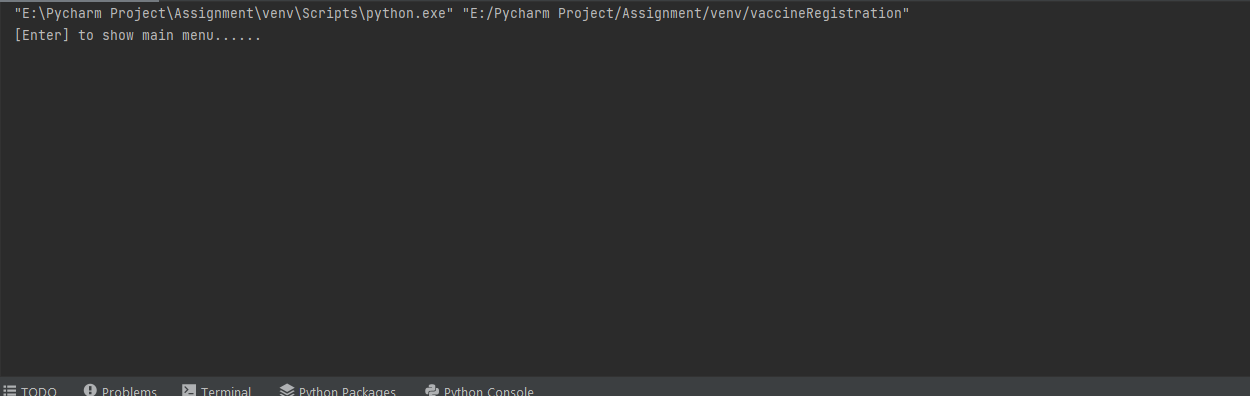 "E:\Pycharm Project\Assignment\venv\Scripts\python.exe" "E:/Pycharm Project/Assignment/venv/vaccineRegistration"
[Enter] to show main menu......
TODO Problems Terminal Python Packages Python Console